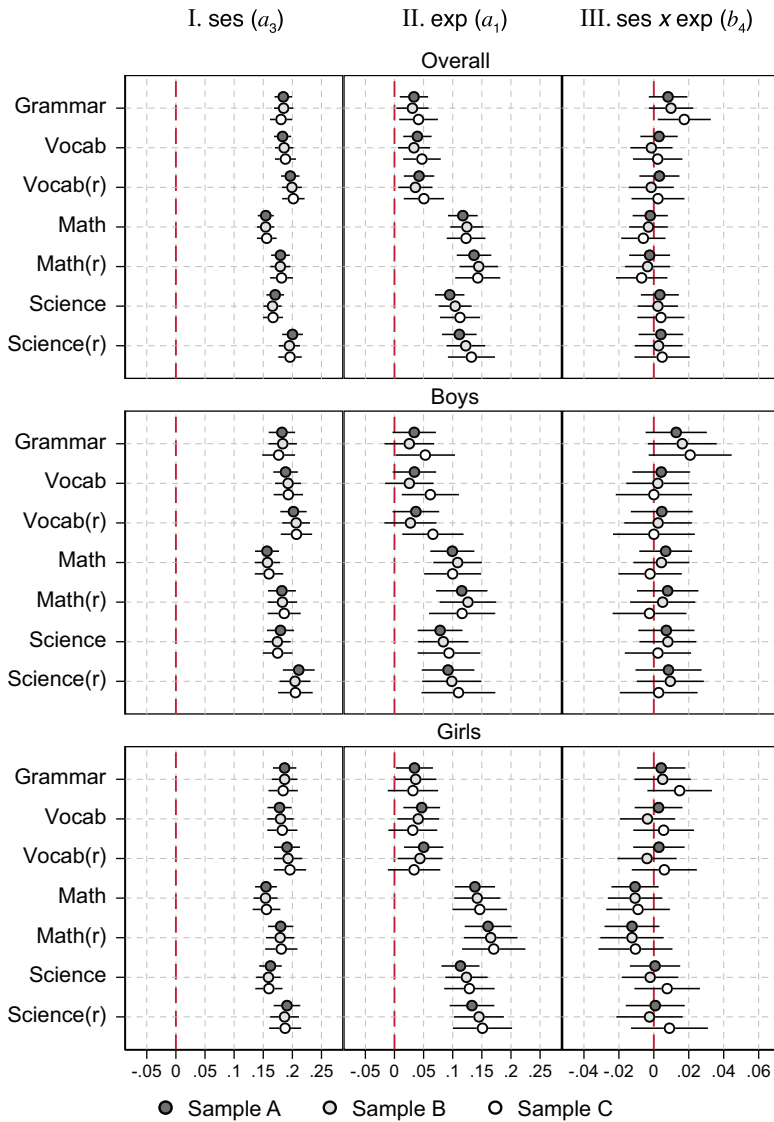 I. ses (a₃) II. exp (a₁) III. ses x exp (b₄)
Overall
Grammar
Vocab
Vocab(r)
Math
Math(r)
Science
Science(r)
Boys
Grammar
Vocab
Vocab(r)
Math
Math(r)
Science
Science(r)
Girls
Grammar
Vocab
Vocab(r)
Math
Math(r)
Science
Science(r)
-.05 0 .05 .1 .15 .2 .25 -.05 0 .05 .1 .15 .2 .25 -.04 -.02 0 .02 .04 .06
Sample A Sample B Sample C